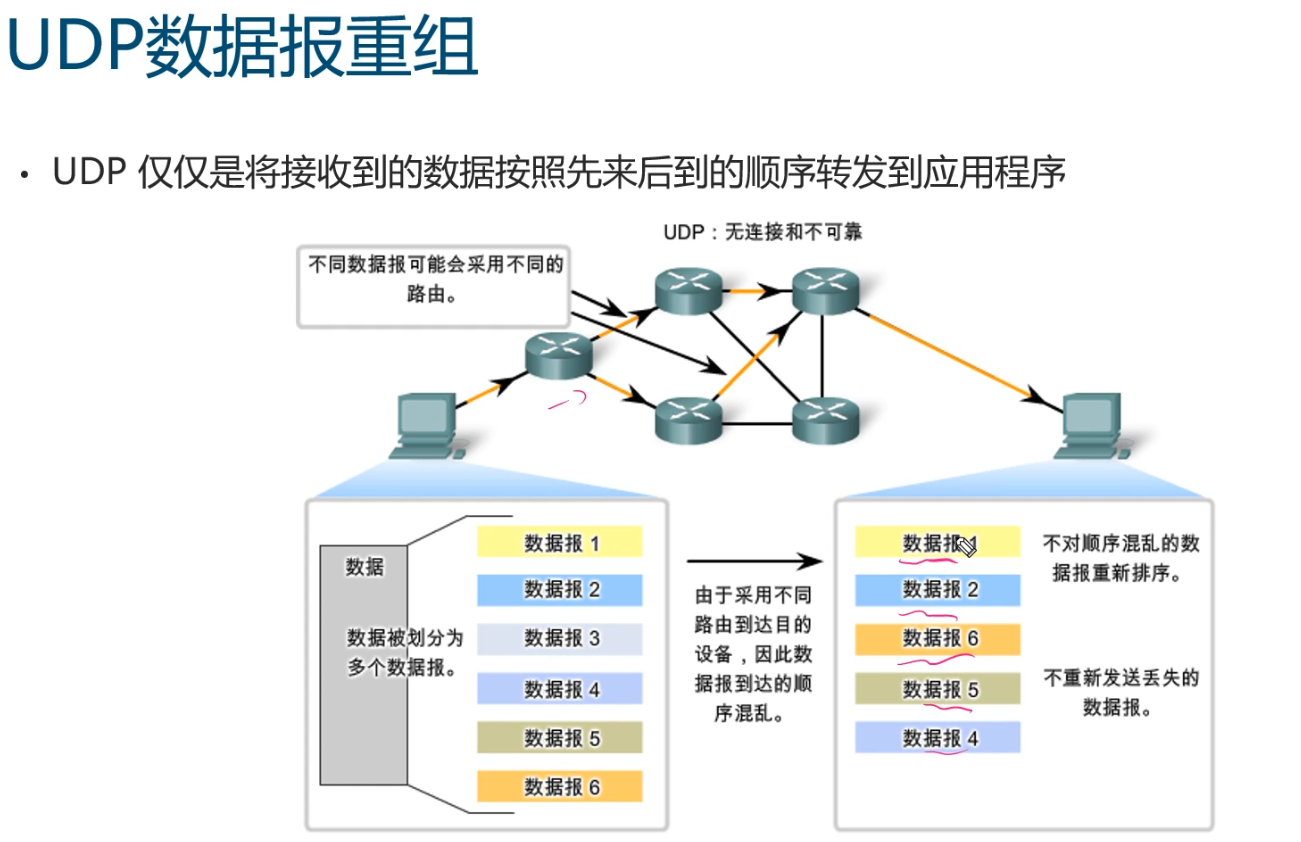 UDP数据报重组
• UDP 仅仅是将接收到的数据按照先来后到的顺序转发到应用程序
UDP：无连接和不可靠
不同数据报可能会采用不同的
路由。
数据
数据被划分为
多个数据报。
数据报 1
数据报 2
数据报 3
数据报 4
数据报 5
数据报 6
由于采用不同
路由到达目的
设备，因此数
据报到达的顺
序混乱。
数据报 1
数据报 2
数据报 6
数据报 5
数据报 4
不对顺序混乱的数
据报重新排序。
不重新发送丢失的
数据报。